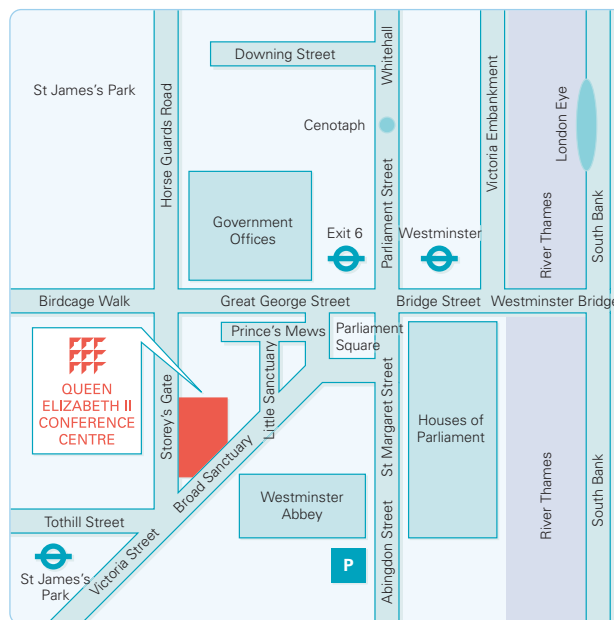 Downing Street
Whitehall
St James's Park
Horse Guards Road
Cenotaph
Victoria Embankment
London Eye
Government
Offices
Exit 6
Parliament Street
Westminster
River Thames
South Bank
Birdcage Walk
Great George Street
Bridge Street
Westminster Bridge
Prince's Mews
Parliament
Square
QUEEN
ELIZABETH II
CONFERENCE
CENTRE
Storey's Gate
Little Sanctuary
Broad Sanctuary
St Margaret Street
Houses of
Parliament
Westminster
Abbey
Tothill Street
Victoria Street
St James's
Park
P
Abingdon Street
River Thames
South Bank